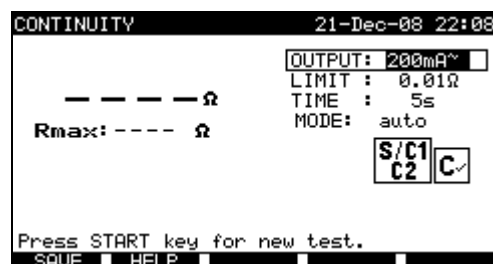 CONTINUITY 21-Dec-08 22:08
OUTPUT: 200mA~
LIMIT : 0.01Ω
TIME : 5s
MODE: auto
– – – – Ω
Rmax:---- Ω
S/C1
C2
C✓
Press START key for new test.
SAVE HELP